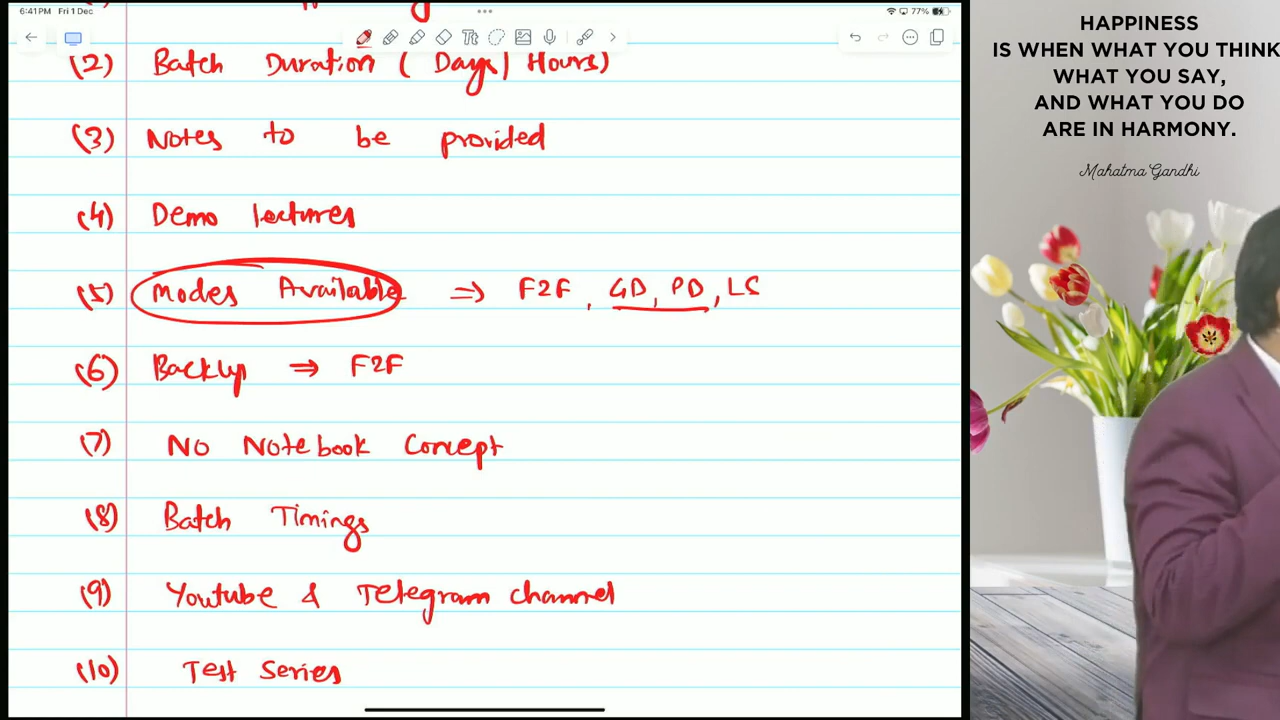 6:41PM Fri 1 Dec
77%
(2) Batch Duration ( Days | Hours)
(3) Notes to be provided
(4) Demo lectures
(5) Modes Available ⇒ F2F, GD, PD, LS
(6) Backup ⇒ F2F
(7) No Notebook Concept
(8) Batch Timings
(9) Youtube & Telegram channel
(10) Test Series
HAPPINESS
IS WHEN WHAT YOU THINK
WHAT YOU SAY,
AND WHAT YOU DO
ARE IN HARMONY.
Mahatma Gandhi